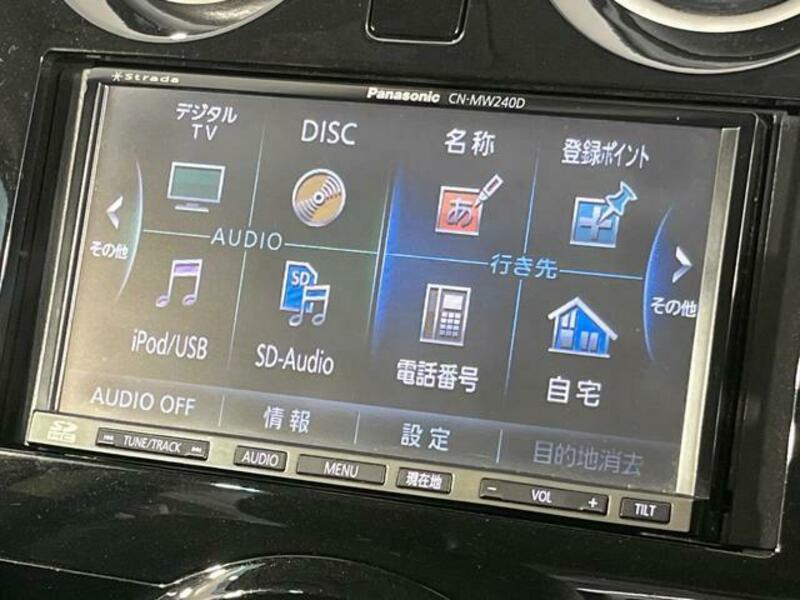 Strada
Panasonic CN-MW240D
デジタル
TV
DISC
名称
登録ポイント
あ
その他
AUDIO
行き先
その他
SD
iPod/USB
SD-Audio
電話番号
自宅
AUDIO OFF
情報
設定
目的地消去
SD
TUNE/TRACK
AUDIO
MENU
現在地
− VOL +
TILT